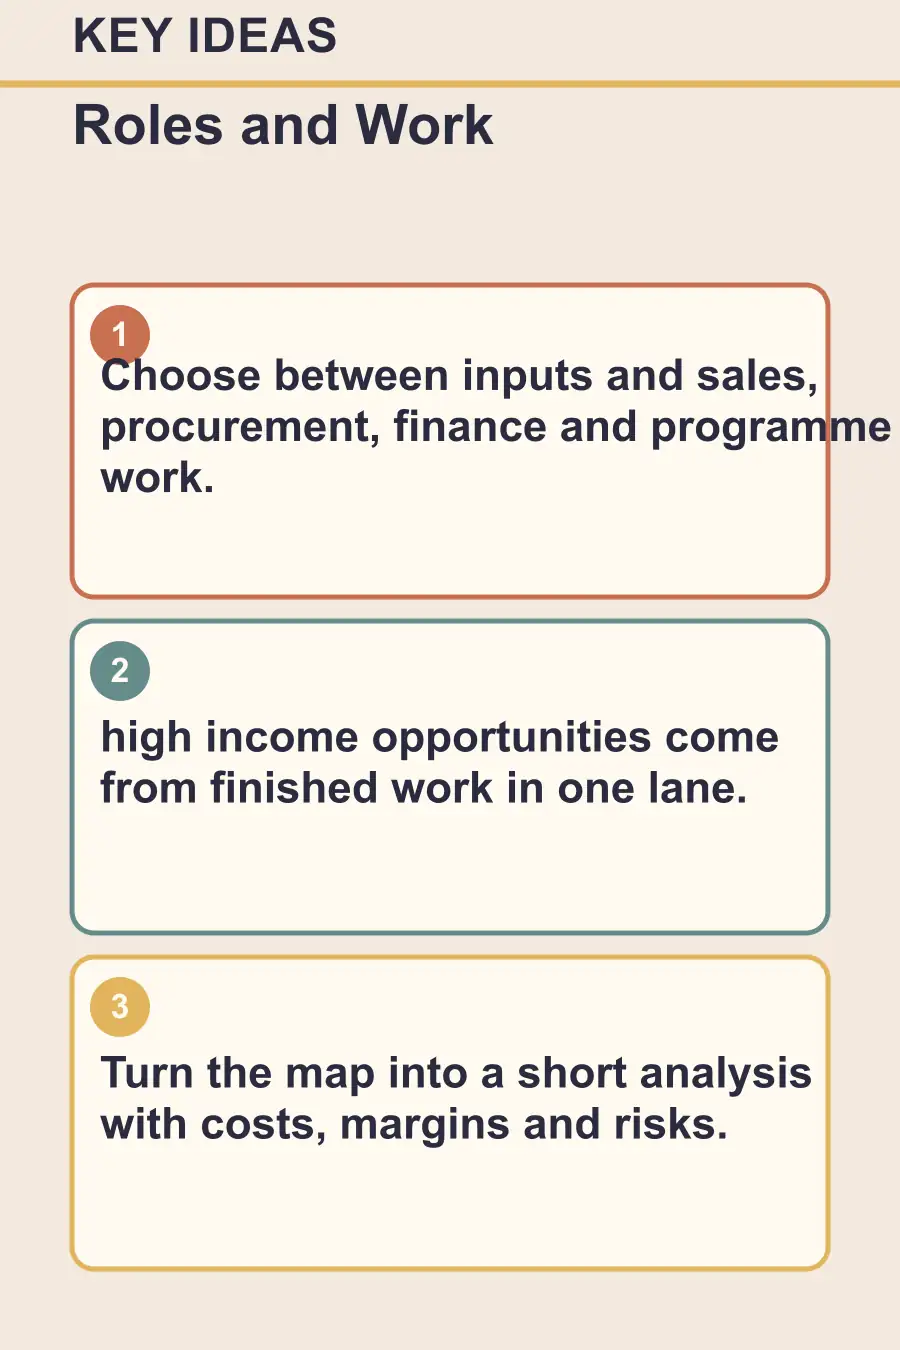 KEY IDEAS
Roles and Work
1
Choose between inputs and sales,
procurement, finance and programme
work.
2
high income opportunities come
from finished work in one lane.
3
Turn the map into a short analysis
with costs, margins and risks.